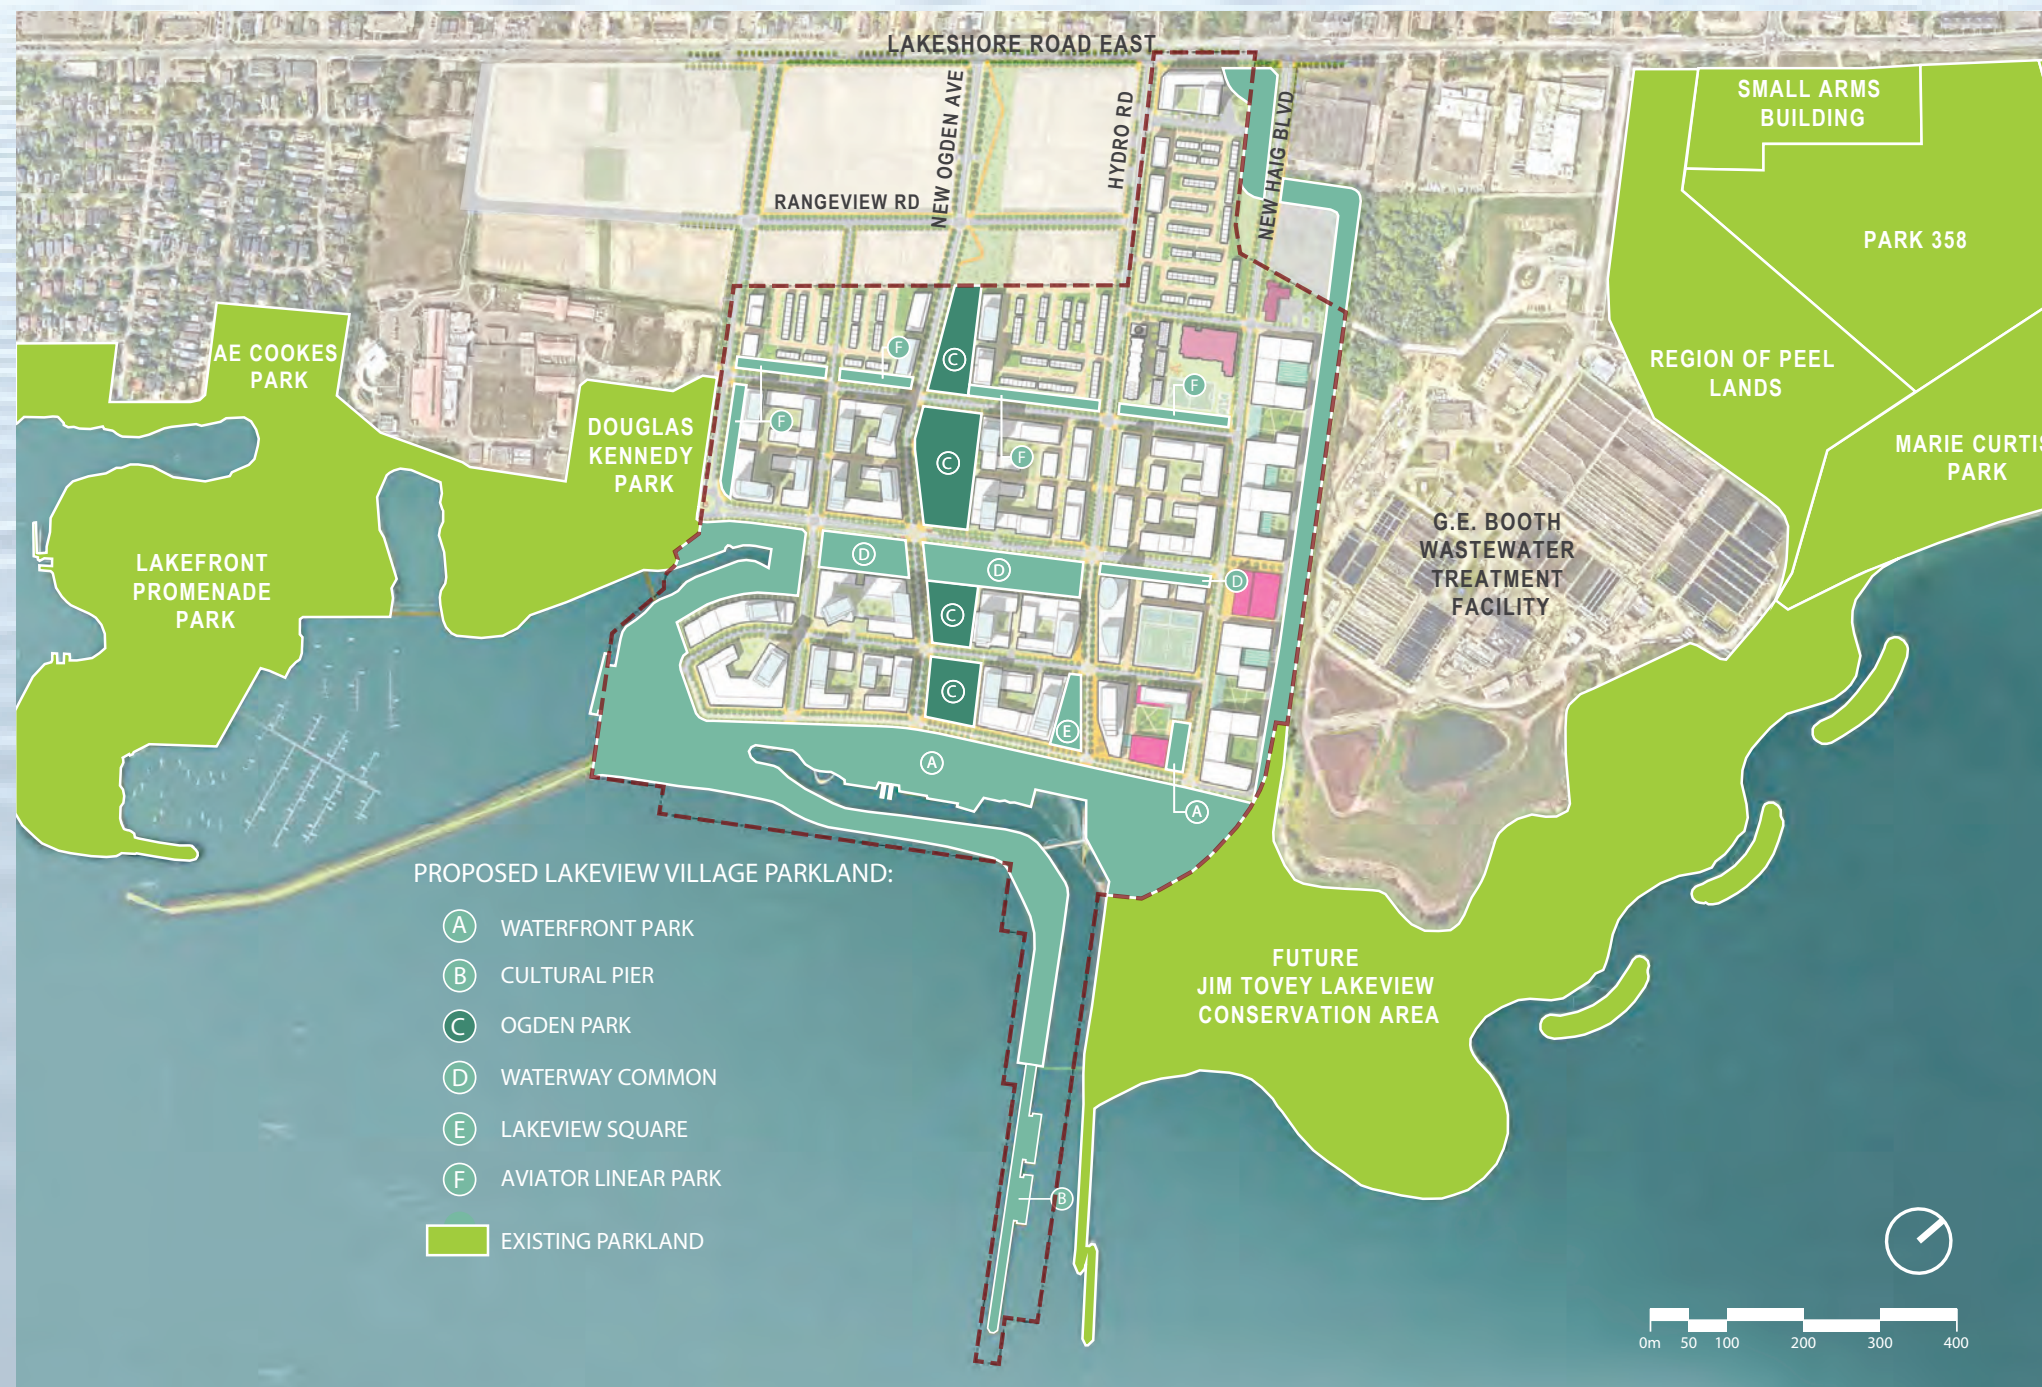 LAKESHORE ROAD EAST
NEW OGDEN AVE
HYDRO RD
NEW HAIG BLVD
RANGEVIEW RD
SMALL ARMS
BUILDING
PARK 358
REGION OF PEEL
LANDS
MARIE CURTIS
PARK
AE COOKES
PARK
DOUGLAS
KENNEDY
PARK
LAKEFRONT
PROMENADE
PARK
G.E. BOOTH
WASTEWATER
TREATMENT
FACILITY
F
C
F
F
C
F
D
D
D
C
C
E
A
A
B
FUTURE
JIM TOVEY LAKEVIEW
CONSERVATION AREA
PROPOSED LAKEVIEW VILLAGE PARKLAND:
A WATERFRONT PARK
B CULTURAL PIER
C OGDEN PARK
D WATERWAY COMMON
E LAKEVIEW SQUARE
F AVIATOR LINEAR PARK
EXISTING PARKLAND
0m 50 100 200 300 400